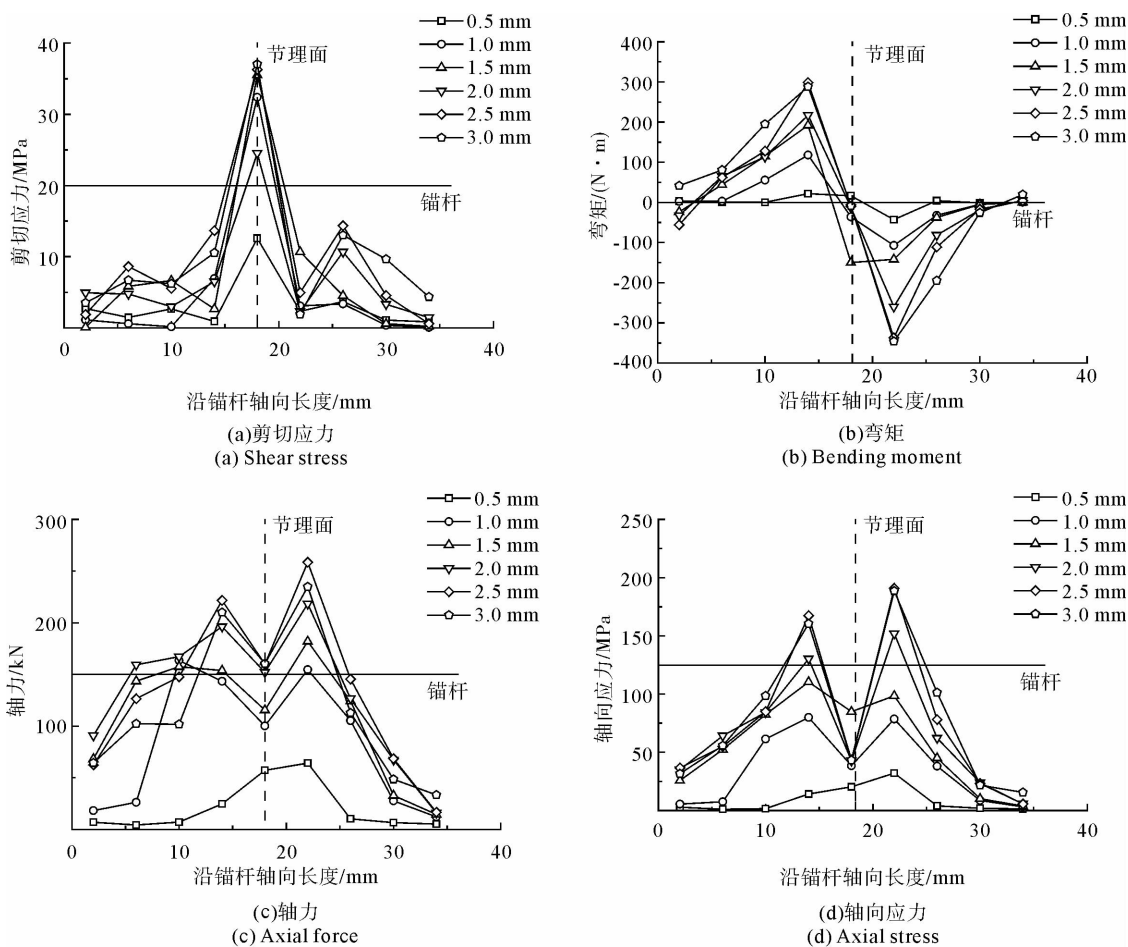 0.5 mm
1.0 mm
1.5 mm
2.0 mm
2.5 mm
3.0 mm
节理面
锚杆
剪切应力/MPa
40
30
20
10
0
10
20
30
40
沿锚杆轴向长度/mm
(a)剪切应力
(a) Shear stress
0.5 mm
1.0 mm
1.5 mm
2.0 mm
2.5 mm
3.0 mm
节理面
锚杆
弯矩/(N·m)
400
300
200
100
0
-100
-200
-300
-400
0
10
20
30
40
沿锚杆轴向长度/mm
(b)弯矩
(b) Bending moment
0.5 mm
1.0 mm
1.5 mm
2.0 mm
2.5 mm
3.0 mm
节理面
锚杆
轴力/kN
300
200
100
0
10
20
30
40
沿锚杆轴向长度/mm
(c)轴力
(c) Axial force
0.5 mm
1.0 mm
1.5 mm
2.0 mm
2.5 mm
3.0 mm
节理面
锚杆
轴向应力/MPa
250
200
150
100
50
0
10
20
30
40
沿锚杆轴向长度/mm
(d)轴向应力
(d) Axial stress